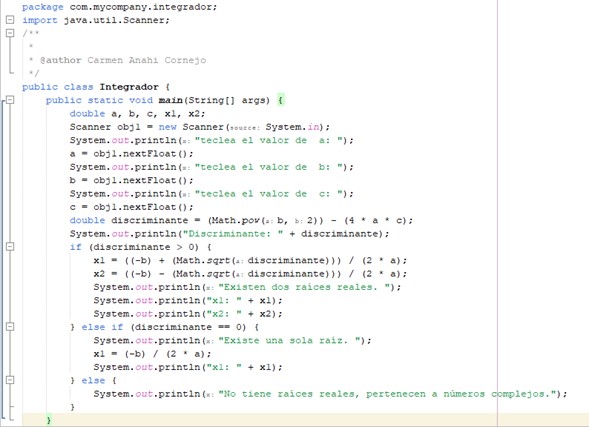 package com.mycompany.integrador;
import java.util.Scanner;
/**
 *
 * @author Carmen Anahi Cornejo
 */
public class Integrador {
    public static void main(String[] args) {
        double a, b, c, x1, x2;
        Scanner obj1 = new Scanner(source: System.in);
        System.out.println(x: "teclea el valor de  a: ");
        a = obj1.nextFloat();
        System.out.println(x: "teclea el valor de  b: ");
        b = obj1.nextFloat();
        System.out.println(x: "teclea el valor de  c: ");
        c = obj1.nextFloat();
        double discriminante = (Math.pow(a: b, b: 2)) - (4 * a * c);
        System.out.println("Discriminante: " + discriminante);
        if (discriminante > 0) {
            x1 = ((-b) + (Math.sqrt(a: discriminante))) / (2 * a);
            x2 = ((-b) - (Math.sqrt(a: discriminante))) / (2 * a);
            System.out.println(x: "Existen dos raíces reales. ");
            System.out.println("x1: " + x1);
            System.out.println("x2: " + x2);
        } else if (discriminante == 0) {
            System.out.println(x: "Existe una sola raiz. ");
            x1 = (-b) / (2 * a);
            System.out.println("x1: " + x1);
        } else {
            System.out.println(x: "No tiene raíces reales, pertenecen a números complejos.");
        }
    }